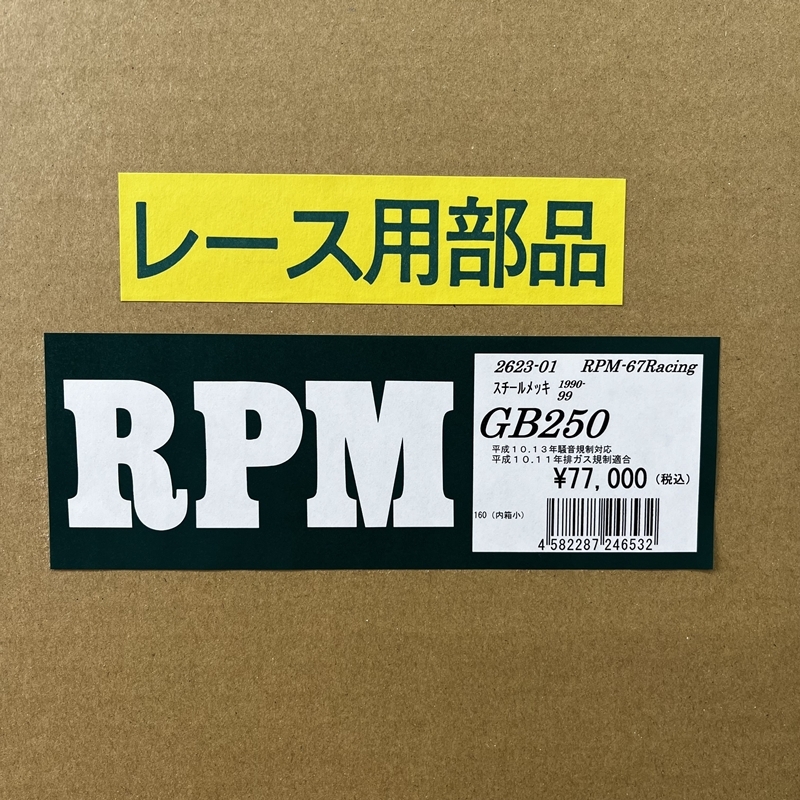 レース用部品
RPM
2623-01 RPM-67Racing
ｽﾁｰﾙﾒｯｷ 1990-
99
GB250
平成10.13年騒音規制対応
平成10.11年排ガス規制適合
¥77,000（税込）
160（内箱小）
4 582287 246532